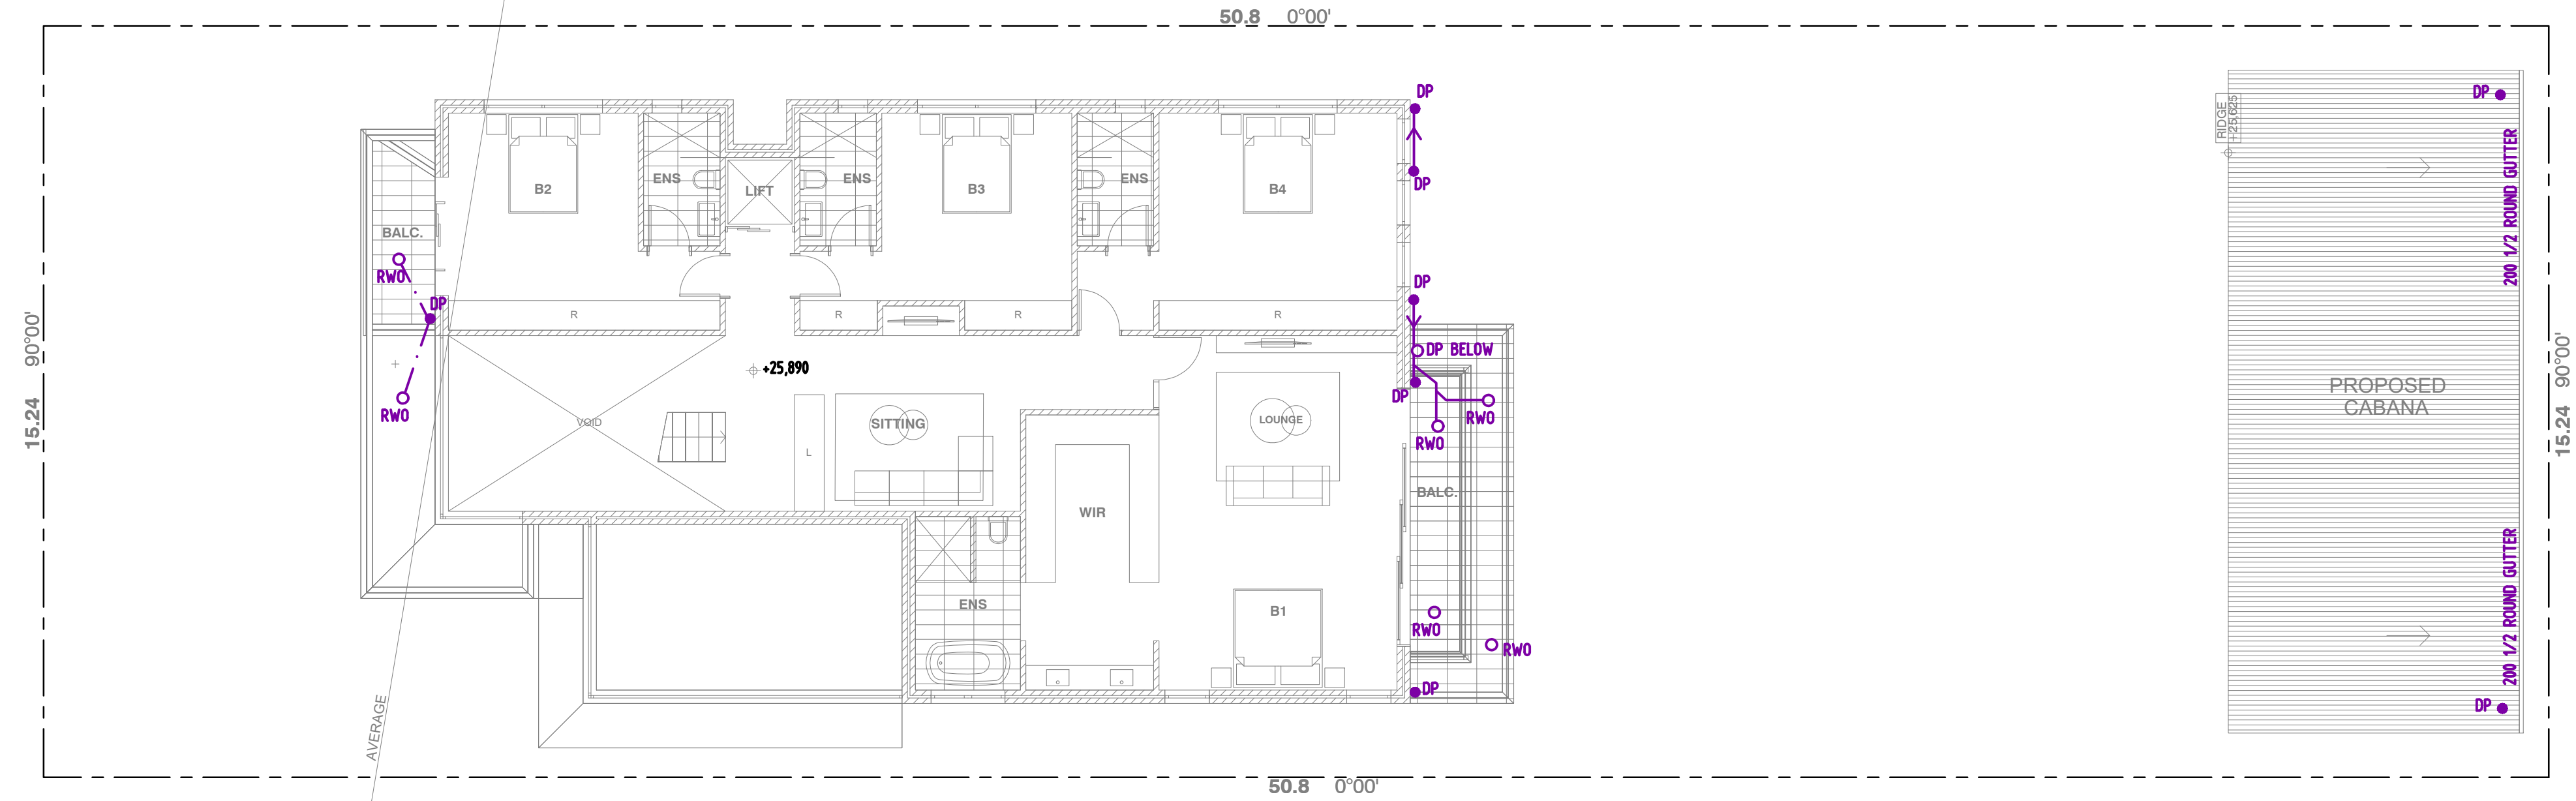 50.8 0°00'
DP
DP
RIDGE
+25,625
200 1/2 ROUND GUTTER
ENS
LIFT
ENS
ENS
B2
B3
B4
DP
BALC.
RWO
DP
DP
R
R
R
R
15.24 90°00'
DP BELOW
+25,890
PROPOSED
CABANA
15.24 90°00'
DP
RWO
RWO
VOID
SITTING
LOUNGE
RWO
L
BALC.
WIR
200 1/2 ROUND GUTTER
ENS
B1
RWO
RWO
DP
DP
AVERAGE
50.8 0°00'